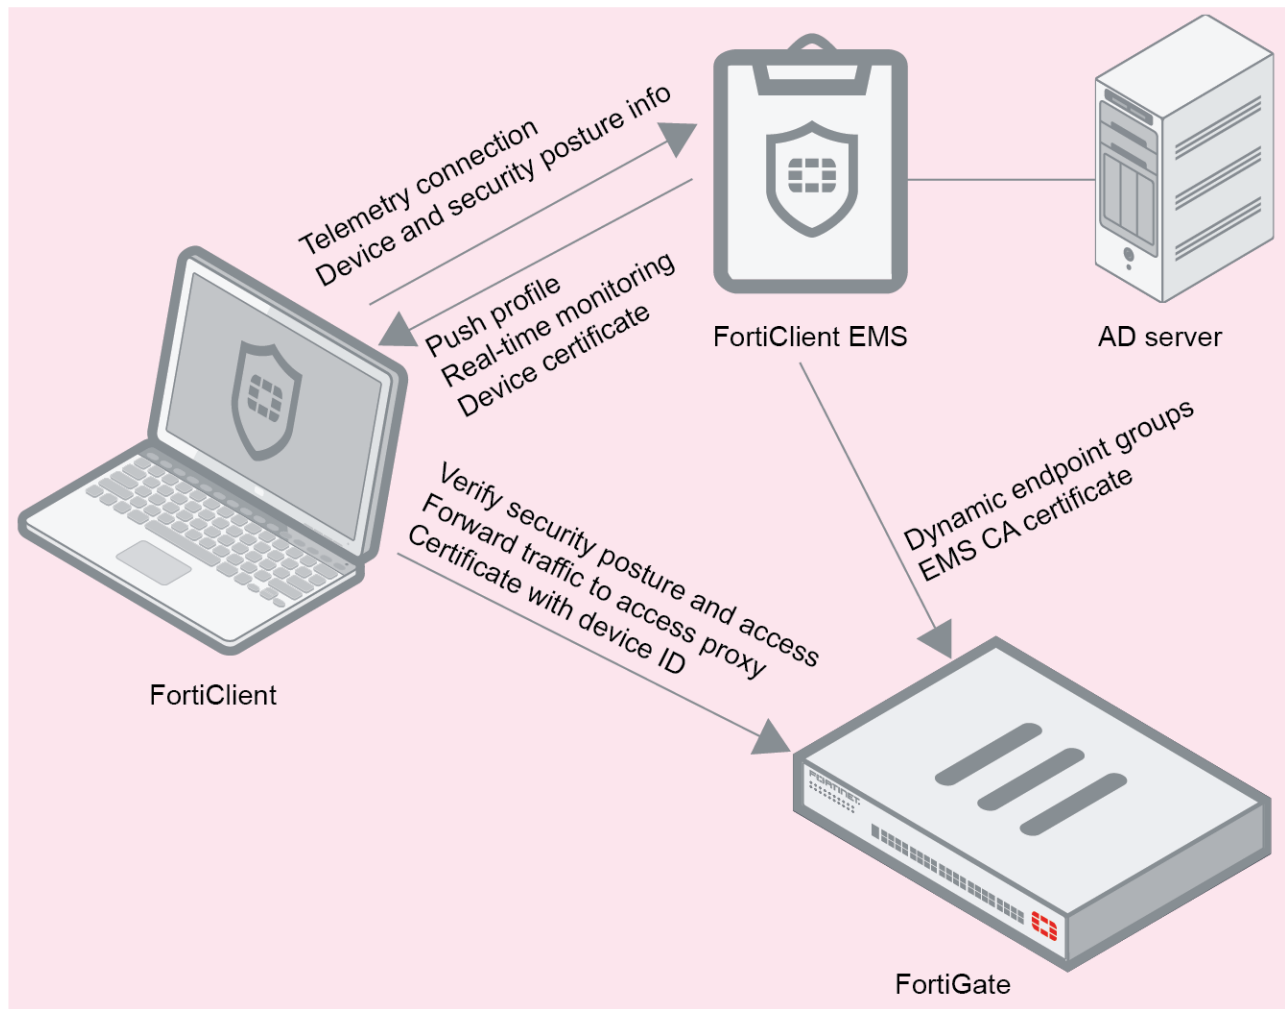 Telemetry connection
Device and security posture info
Push profile
Real-time monitoring
Device certificate
FortiClient EMS
AD server
Dynamic endpoint groups
EMS CA certificate
Verify security posture and access
Forward traffic to access proxy
Certificate with device ID
FortiClient
FORTINET
FortiGate